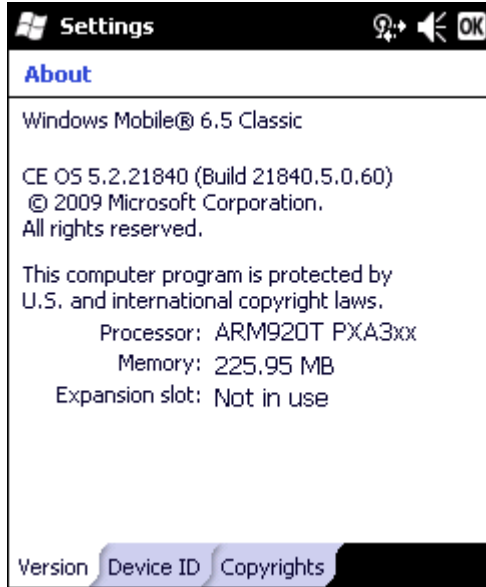 Settings OK
About
Windows Mobile® 6.5 Classic
CE OS 5.2.21840 (Build 21840.5.0.60)
© 2009 Microsoft Corporation.
All rights reserved.
This computer program is protected by
U.S. and international copyright laws.
Processor: ARM920T PXA3xx
Memory: 225.95 MB
Expansion slot: Not in use
Version Device ID Copyrights